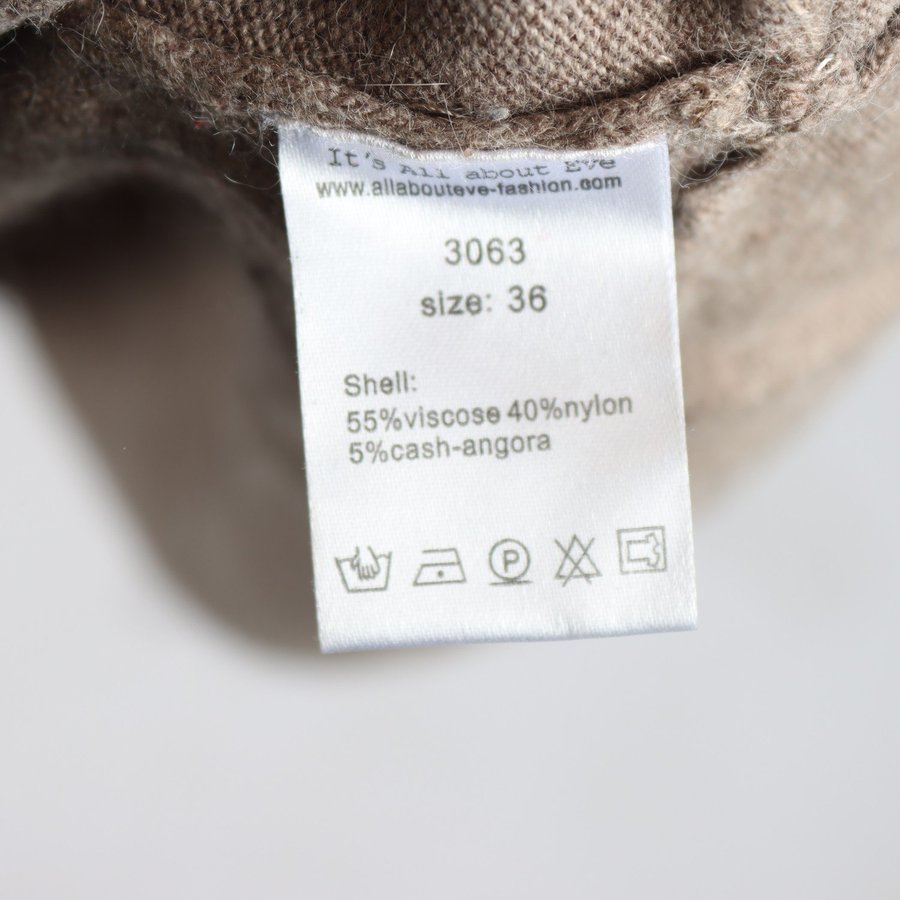 It's All about Eve
www.allabouteve-fashion.com
3063
size: 36
Shell:
55%viscose 40%nylon
5%cash-angora
P